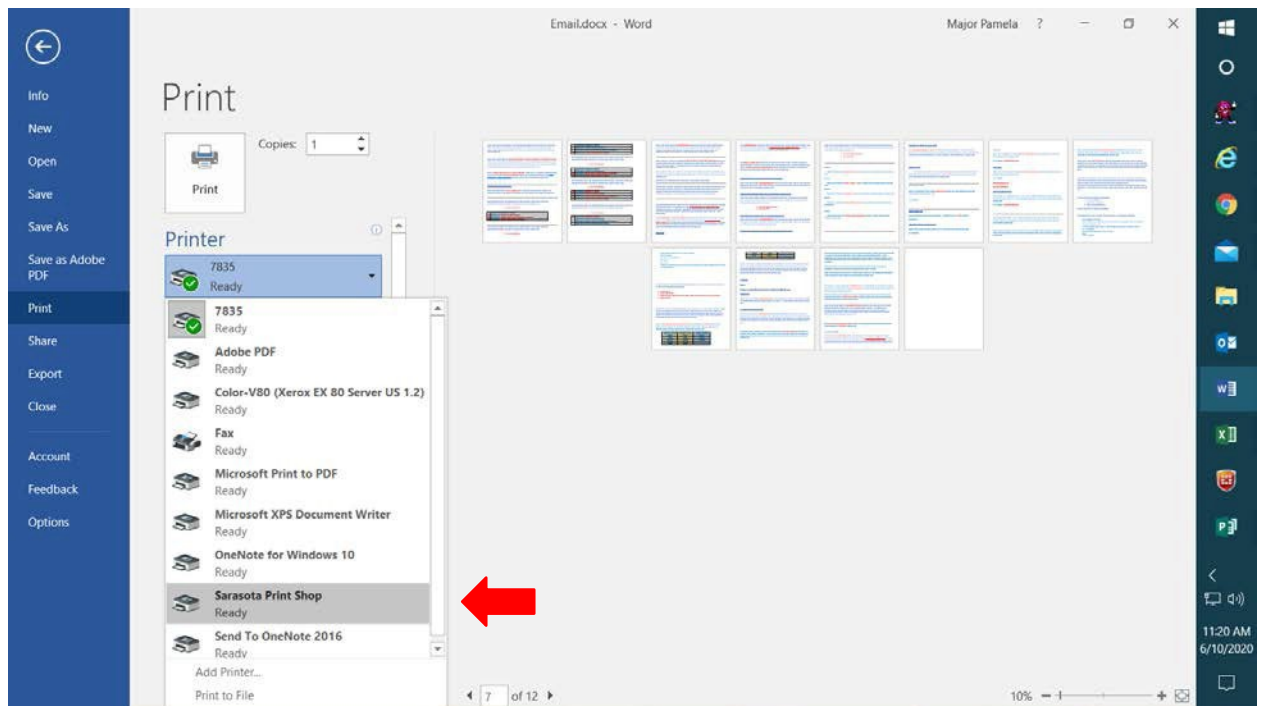 Email.docx - Word
Major Pamela ?
Info
New
Open
Save
Save As
Save as Adobe
PDF
Print
Share
Export
Close
Account
Feedback
Options
Print
Copies: 1
Print
Printer
7835
Ready
7835
Ready
Adobe PDF
Ready
Color-V80 (Xerox EX 80 Server US 1.2)
Ready
Fax
Ready
Microsoft Print to PDF
Ready
Microsoft XPS Document Writer
Ready
OneNote for Windows 10
Ready
Sarasota Print Shop
Ready
Send To OneNote 2016
Ready
Add Printer...
Print to File
7 of 12
10%
11:20 AM
6/10/2020